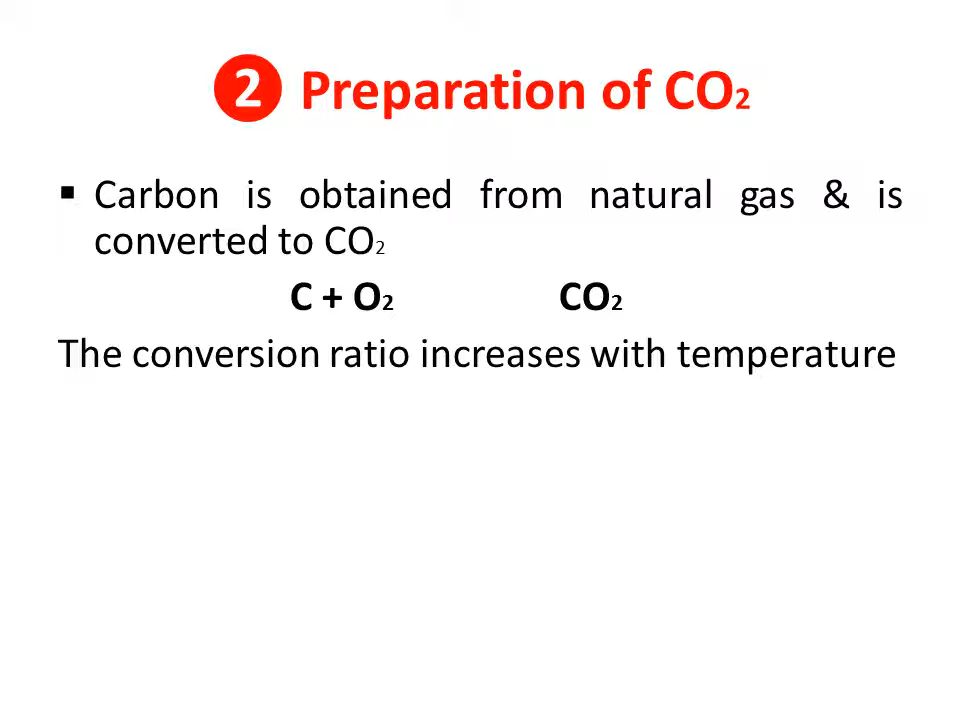 ❷ Preparation of CO₂
▪ Carbon is obtained from natural gas & is
converted to CO₂
C + O₂ CO₂
The conversion ratio increases with temperature